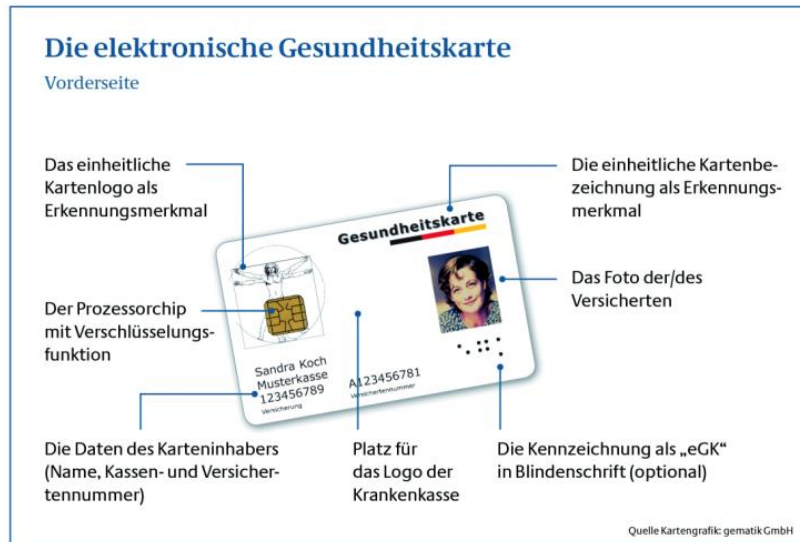 Die elektronische Gesundheitskarte
Vorderseite
Das einheitliche
Kartenlogo als
Erkennungsmerkmal
Die einheitliche Kartenbe-
zeichnung als Erkennungs-
merkmal
Gesundheitskarte
Das Foto der/des
Versicherten
Der Prozessorchip
mit Verschlüsselungs-
funktion
Sandra Koch
Musterkasse
123456789
Versicherung
A123456781
Versichertennummer
Die Daten des Karteninhabers
(Name, Kassen- und Versicher-
tennummer)
Platz für
das Logo der
Krankenkasse
Die Kennzeichnung als „eGK“
in Blindenschrift (optional)
Quelle Kartengrafik: gematik GmbH